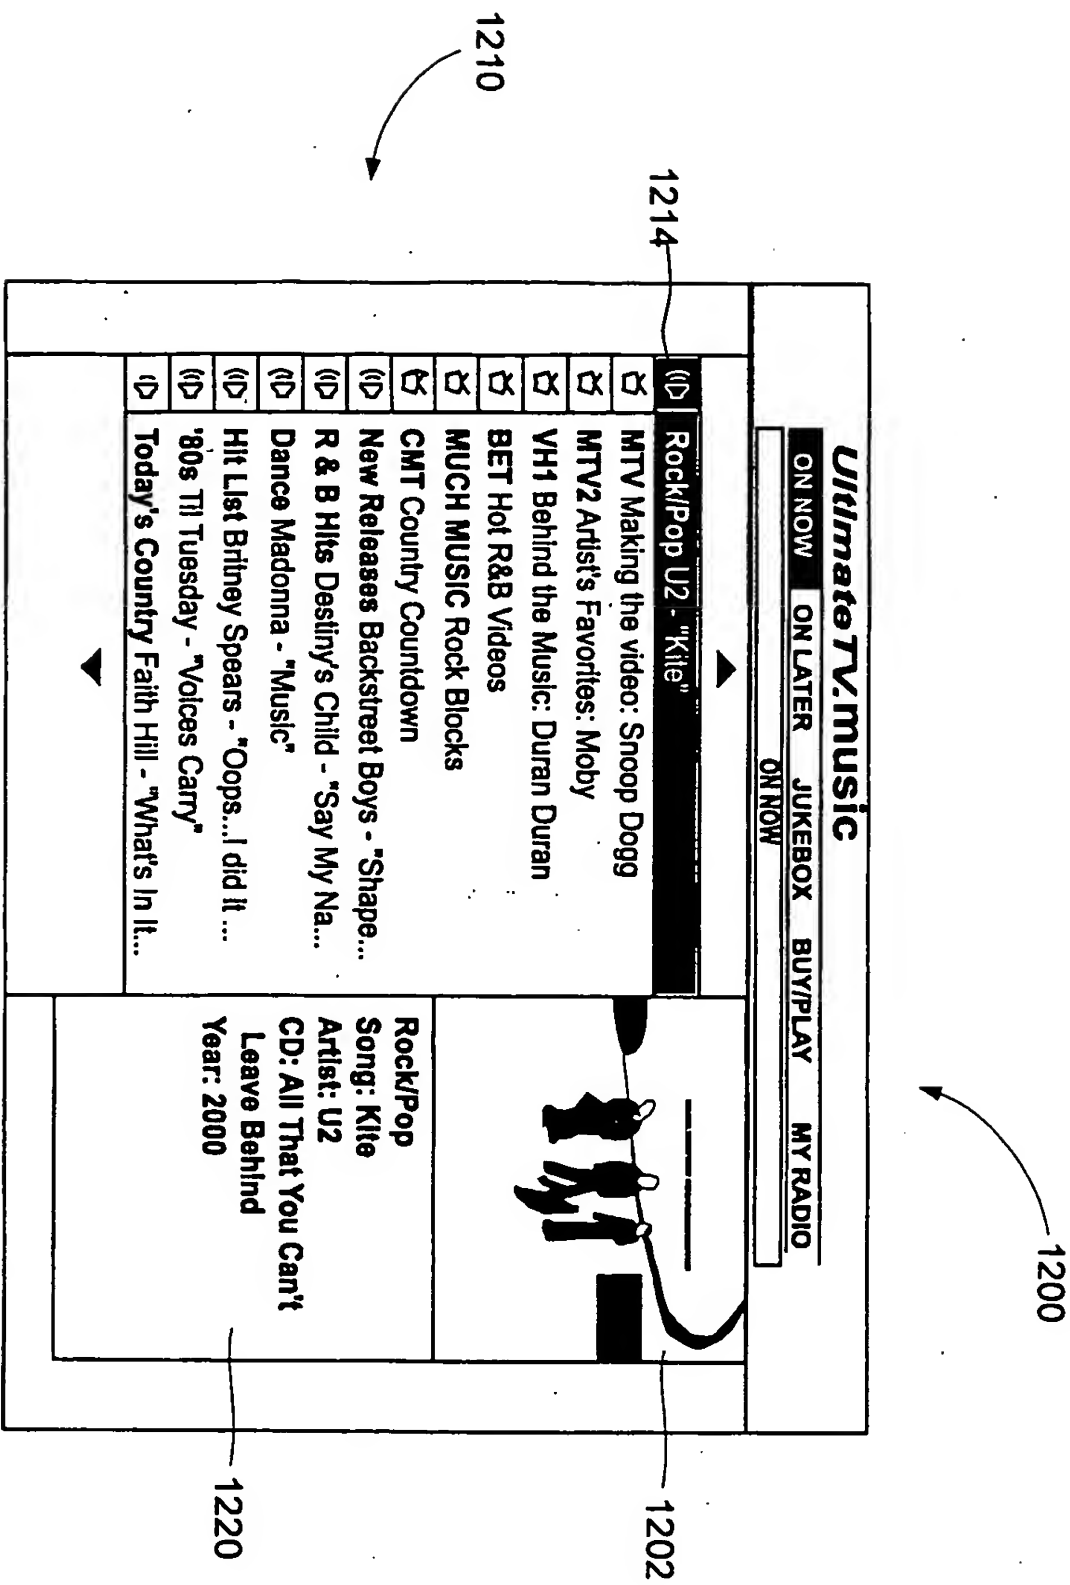 1200
UltimateTV.music
ON NOW ON LATER JUKEBOX BUY/PLAY MY RADIO
ON NOW
1210
1214
Rock/Pop U2 - "Kite"
MTV Making the video: Snoop Dogg
MTV2 Artist's Favorites: Moby
VH1 Behind the Music: Duran Duran
BET Hot R&B Videos
MUCH MUSIC Rock Blocks
CMT Country Countdown
New Releases Backstreet Boys - "Shape...
R & B Hits Destiny's Child - "Say My Na...
Dance Madonna - "Music"
Hit List Britney Spears - "Oops...I did it ...
'80s Til Tuesday - "Voices Carry"
Today's Country Faith Hill - "What's In It...
1202
Rock/Pop
Song: Kite
Artist: U2
CD: All That You Can't
Leave Behind
Year: 2000
1220